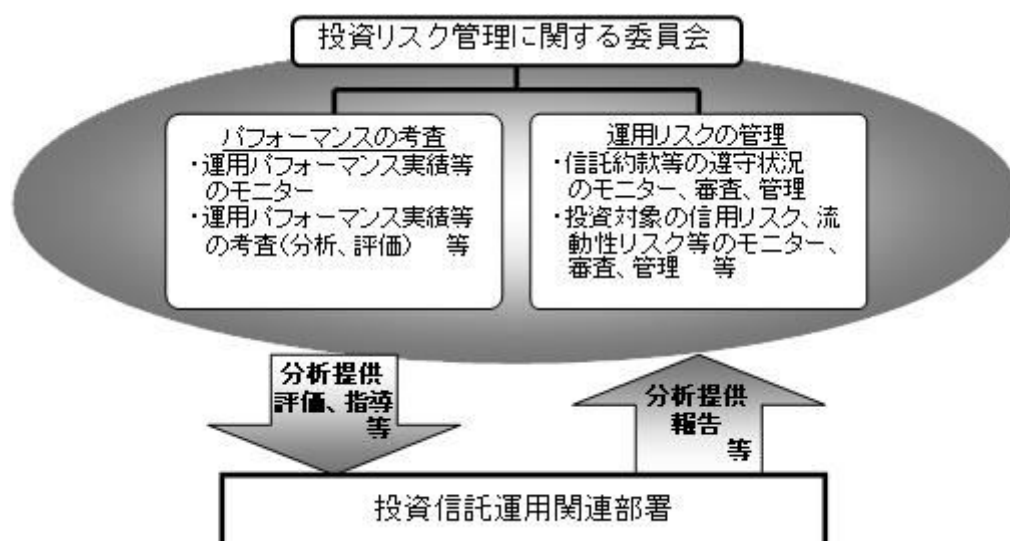 投資リスク管理に関する委員会
パフォーマンスの考査
・運用パフォーマンス実績等
のモニター
・運用パフォーマンス実績等
の考査(分析、評価) 等
運用リスクの管理
・信託約款等の遵守状況
のモニター、審査、管理
・投資対象の信用リスク、流
動性リスク等のモニター、
審査、管理 等
分析提供
評価、指導
等
分析提供
報告
等
投資信託運用関連部署